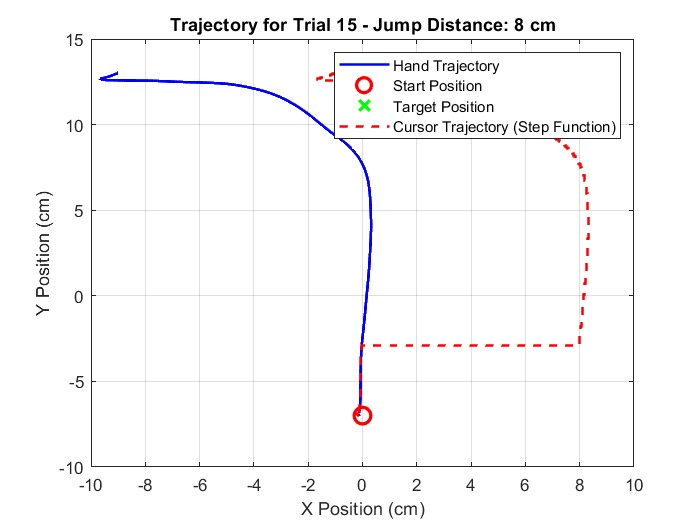 Trajectory for Trial 15 - Jump Distance: 8 cm
15
10
5
0
-5
-10
Y Position (cm)
Hand Trajectory
Start Position
Target Position
Cursor Trajectory (Step Function)
-10 -8 -6 -4 -2 0 2 4 6 8 10
X Position (cm)